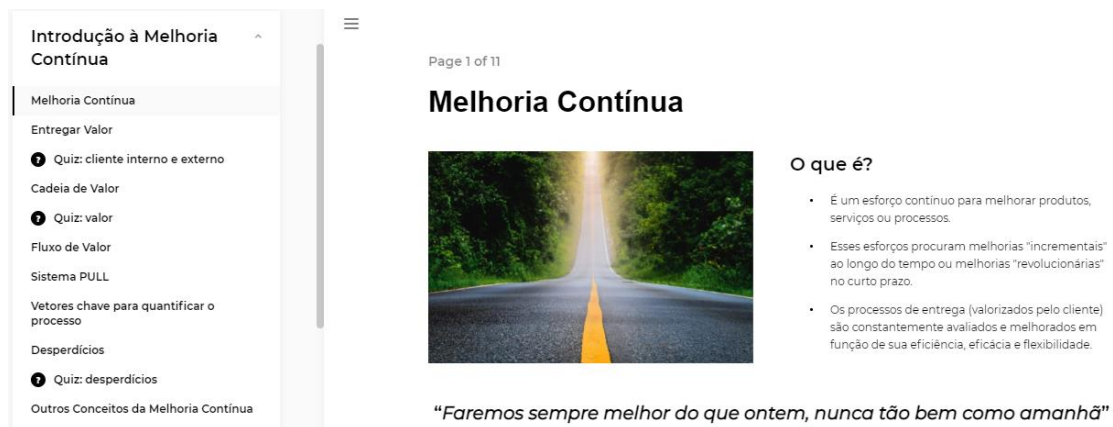 Introdução à Melhoria
Contínua
Melhoria Contínua
Entregar Valor
? Quiz: cliente interno e externo
Cadeia de Valor
? Quiz: valor
Fluxo de Valor
Sistema PULL
Vetores chave para quantificar o
processo
Desperdícios
? Quiz: desperdícios
Outros Conceitos da Melhoria Contínua
Page 1 of 11
Melhoria Contínua
O que é?
• É um esforço contínuo para melhorar produtos,
serviços ou processos.
• Esses esforços procuram melhorias "incrementais"
ao longo do tempo ou melhorias "revolucionárias"
no curto prazo.
• Os processos de entrega (valorizados pelo cliente)
são constantemente avaliados e melhorados em
função de sua eficiência, eficácia e flexibilidade.
“Faremos sempre melhor do que ontem, nunca tão bem como amanhã”